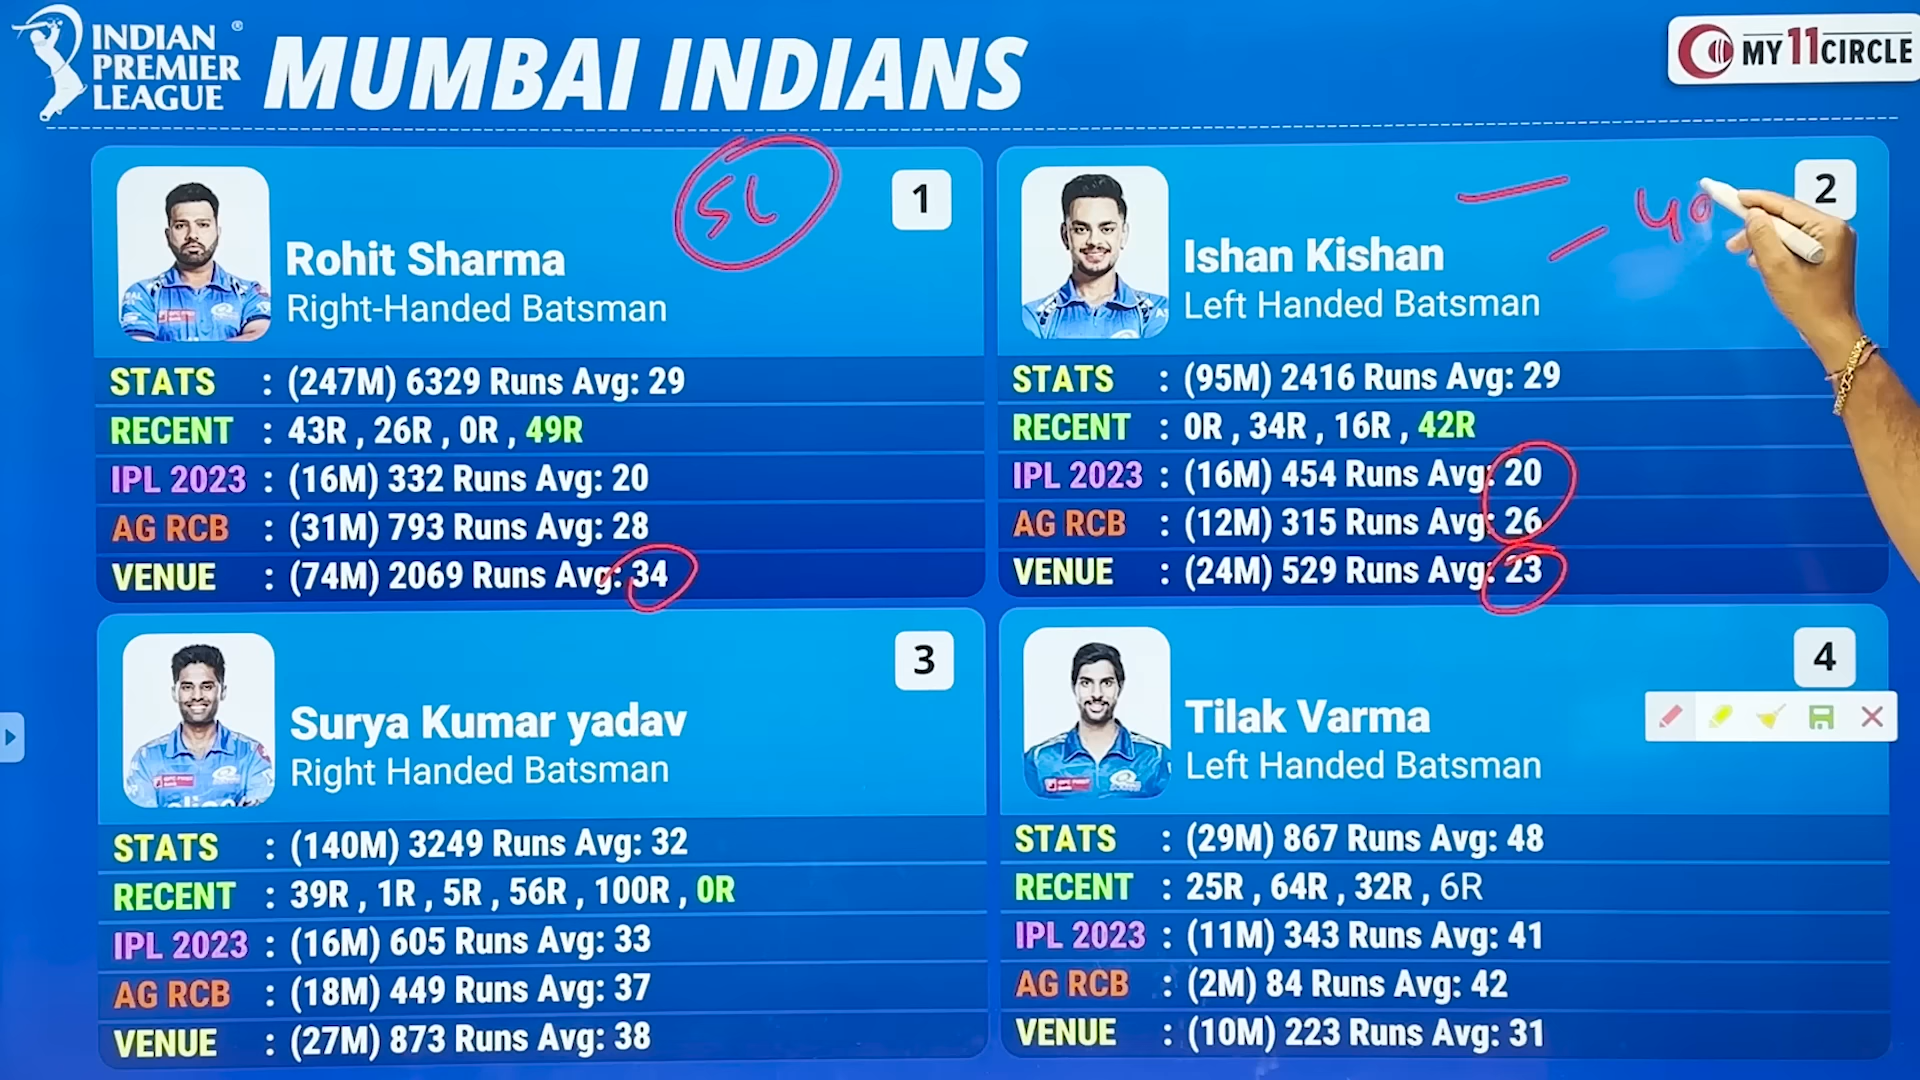 INDIAN
PREMIER
LEAGUE
®
MUMBAI INDIANS
MY11CIRCLE
SL
1
Rohit Sharma
Right-Handed Batsman
STATS : (247M) 6329 Runs Avg: 29
RECENT : 43R , 26R , 0R , 49R
IPL 2023 : (16M) 332 Runs Avg: 20
AG RCB : (31M) 793 Runs Avg: 28
VENUE : (74M) 2069 Runs Avg: 34
40
2
Ishan Kishan
Left Handed Batsman
STATS : (95M) 2416 Runs Avg: 29
RECENT : 0R , 34R , 16R , 42R
IPL 2023 : (16M) 454 Runs Avg: 20
AG RCB : (12M) 315 Runs Avg: 26
VENUE : (24M) 529 Runs Avg: 23
3
Surya Kumar yadav
Right Handed Batsman
STATS : (140M) 3249 Runs Avg: 32
RECENT : 39R , 1R , 5R , 56R , 100R , 0R
IPL 2023 : (16M) 605 Runs Avg: 33
AG RCB : (18M) 449 Runs Avg: 37
VENUE : (27M) 873 Runs Avg: 38
4
Tilak Varma
Left Handed Batsman
STATS : (29M) 867 Runs Avg: 48
RECENT : 25R , 64R , 32R , 6R
IPL 2023 : (11M) 343 Runs Avg: 41
AG RCB : (2M) 84 Runs Avg: 42
VENUE : (10M) 223 Runs Avg: 31